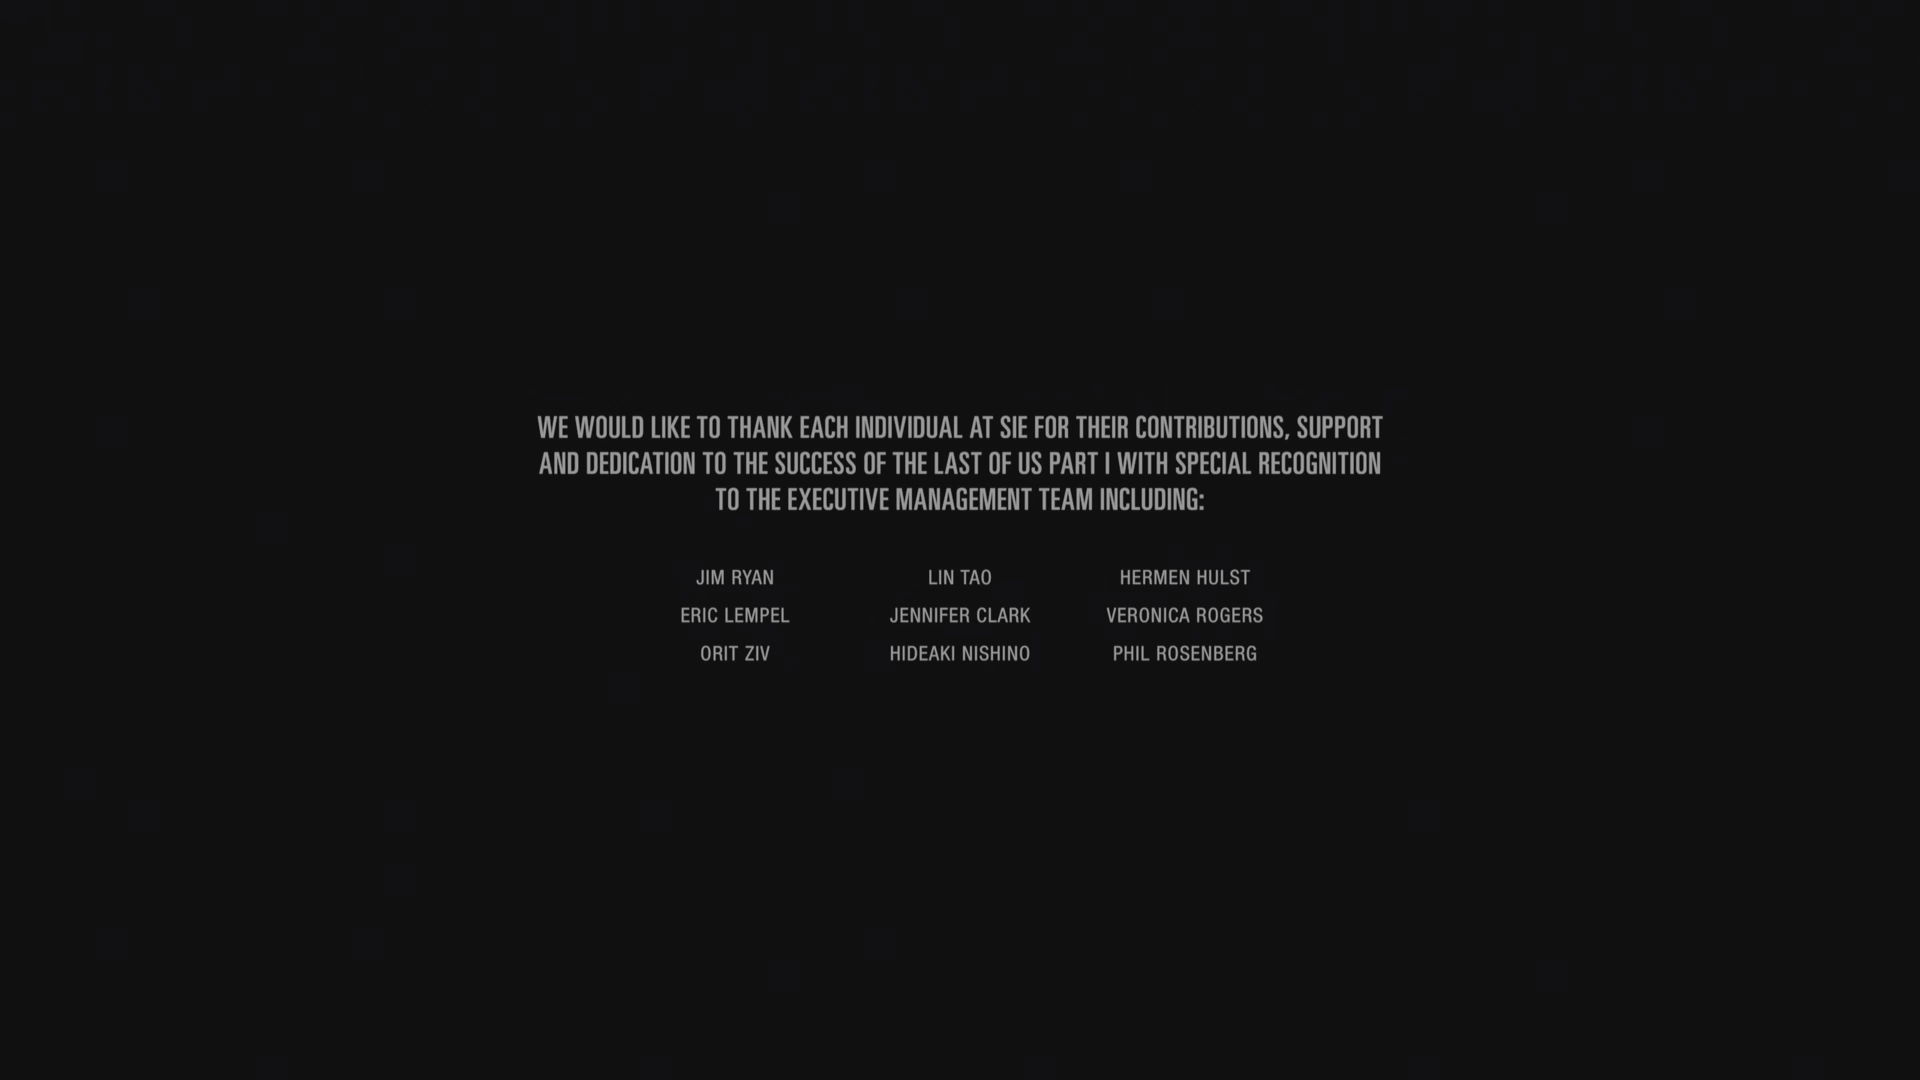 WE WOULD LIKE TO THANK EACH INDIVIDUAL AT SIE FOR THEIR CONTRIBUTIONS, SUPPORT
AND DEDICATION TO THE SUCCESS OF THE LAST OF US PART I WITH SPECIAL RECOGNITION
TO THE EXECUTIVE MANAGEMENT TEAM INCLUDING:
JIM RYAN LIN TAO HERMEN HULST
ERIC LEMPEL JENNIFER CLARK VERONICA ROGERS
ORIT ZIV HIDEAKI NISHINO PHIL ROSENBERG